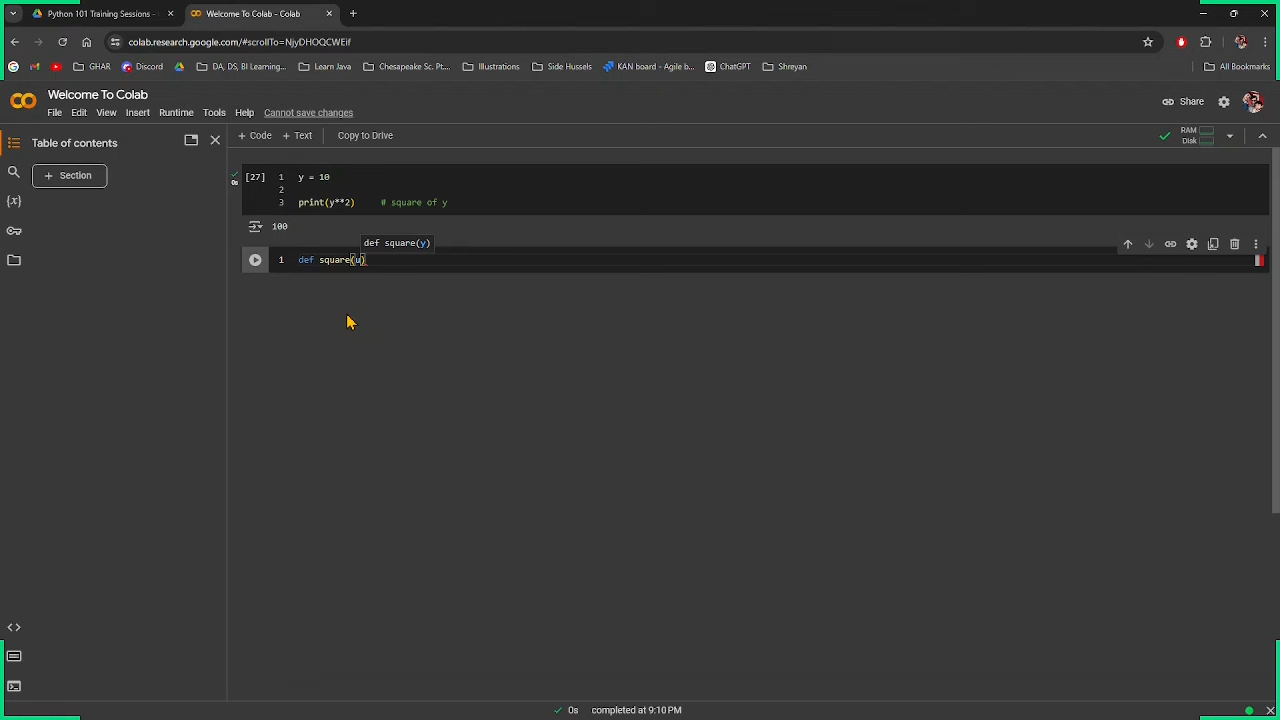 Python 101 Training Sessions -
Welcome To Colab - Colab
colab.research.google.com/#scrollTo=NjyDHOQCWEif
GHAR
Discord
DA, DS, BI Learning...
Learn Java
Chesapeake Sc. Pt....
Illustrations
Side Hussels
KAN board - Agile b...
ChatGPT
Shreyan
All Bookmarks
Welcome To Colab
File Edit View Insert Runtime Tools Help Cannot save changes
Share
Table of contents
+ Section
+ Code + Text Copy to Drive
RAM
Disk
[27] 1 y = 10
2
3 print(y**2) # square of y
0s
100
def square(y)
1 def square(u)
0s completed at 9:10PM